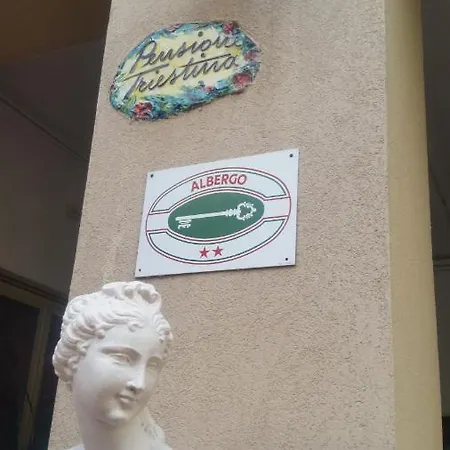 Pensione
Triestina
ALBERGO
★★